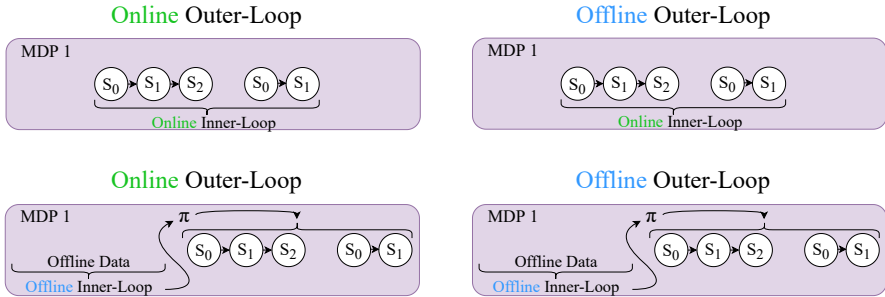 Online Outer-Loop
MDP 1
S0 S1 S2 S0 S1
Online Inner-Loop
Offline Outer-Loop
MDP 1
S0 S1 S2 S0 S1
Online Inner-Loop
Online Outer-Loop
MDP 1
π
S0 S1 S2 S0 S1
Offline Data
Offline Inner-Loop
Offline Outer-Loop
MDP 1
π
S0 S1 S2 S0 S1
Offline Data
Offline Inner-Loop